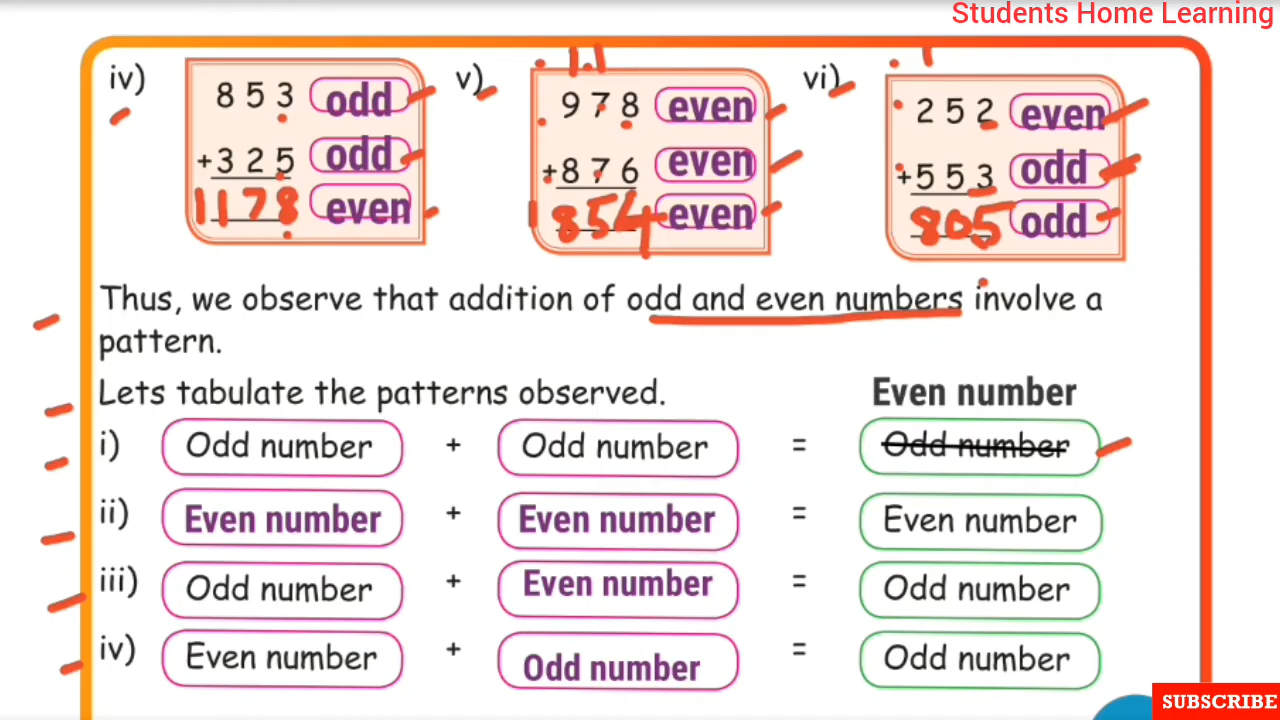 Students Home Learning
iv) 853 odd
+325 odd
1178 even
v) 1 1
978 even
+876 even
1854 even
vi) 1
252 even
+553 odd
805 odd
Thus, we observe that addition of odd and even numbers involve a
pattern.
Lets tabulate the patterns observed.
Even number
i) Odd number + Odd number = Odd number
ii) Even number + Even number = Even number
iii) Odd number + Even number = Odd number
iv) Even number + Odd number = Odd number
SUBSCRIBE